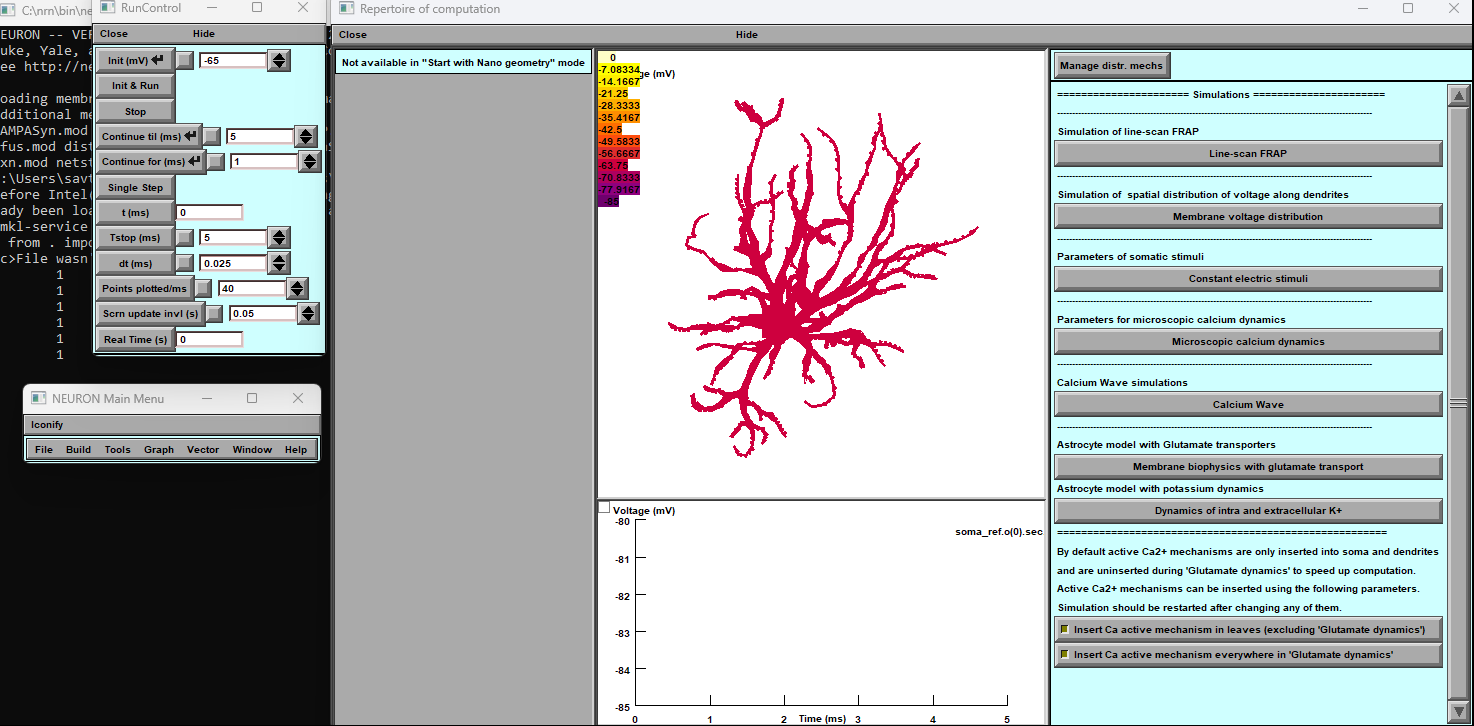 C:\nrn\bin\ne
EURON -- VER
uke, Yale, a
ee http://ne
oading membr
dditional me
AMPASyn.mod
fus.mod dist
xn.mod netst
:\Users\savt
efore Intel(
ady been loa
mkl-service
from . impo
c>File wasn'
1
1
1
1
1
1
RunControl
Close Hide
Init (mV) -65
Init & Run
Stop
Continue til (ms) 5
Continue for (ms) 1
Single Step
t (ms) 0
Tstop (ms) 5
dt (ms) 0.025
Points plotted/ms 40
Scrn update invl (s) 0.05
Real Time (s) 0
NEURON Main Menu
Iconify
File Build Tools Graph Vector Window Help
Repertoire of computation
Close Hide
Not available in "Start with Nano geometry" mode
0
-7.08334
ge (mV)
-14.1667
-21.25
-28.3333
-35.4167
-42.5
-49.5833
-56.6667
-63.75
-70.8333
-77.9167
-85
Voltage (mV)
soma_ref.o(0).sec
-80
-81
-82
-83
-84
-85
0 1 2 Time (ms) 3 4 5
Manage distr. mechs
====================== Simulations ======================
Simulation of line-scan FRAP
Line-scan FRAP
Simulation of spatial distribution of voltage along dendrites
Membrane voltage distribution
Parameters of somatic stimuli
Constant electric stimuli
Parameters for microscopic calcium dynamics
Microscopic calcium dynamics
Calcium Wave simulations
Calcium Wave
Astrocyte model with Glutamate transporters
Membrane biophysics with glutamate transport
Astrocyte model with potassium dynamics
Dynamics of intra and extracellular K+
=======================================================
By default active Ca2+ mechanisms are only inserted into soma and dendrites
and are uninserted during 'Glutamate dynamics' to speed up computation.
Active Ca2+ mechanisms can be inserted using the following parameters.
Simulation should be restarted after changing any of them.
Insert Ca active mechanism in leaves (excluding 'Glutamate dynamics')
Insert Ca active mechanism everywhere in 'Glutamate dynamics'